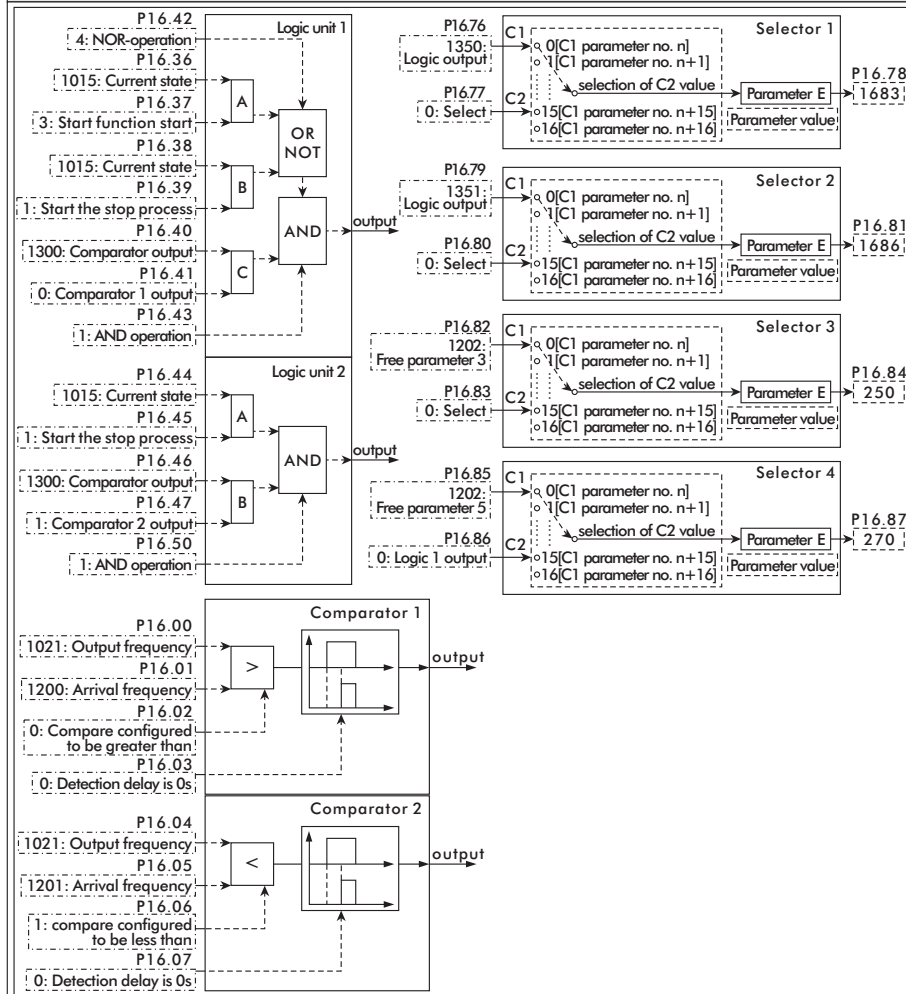 P16.42
Logic unit 1
4: NOR-operation
P16.36
1015: Current state
P16.37
3: Start function start
A
OR
NOT
P16.38
1015: Current state
P16.39
1: Start the stop process
B
P16.40
1300: Comparator output
P16.41
0: Comparator 1 output
C
AND
output
P16.43
1: AND operation
P16.44
Logic unit 2
1015: Current state
P16.45
1: Start the stop process
A
P16.46
1300: Comparator output
P16.47
1: Comparator 2 output
B
AND
output
P16.50
1: AND operation
P16.76
1350:
Logic output
P16.77
0: Select
C1
C2
Selector 1
0[C1 parameter no. n]
1[C1 parameter no. n+1]
selection of C2 value
15[C1 parameter no. n+15]
16[C1 parameter no. n+16]
Parameter E
Parameter value
P16.78
1683
P16.79
1351:
Logic output
P16.80
0: Select
C1
C2
Selector 2
0[C1 parameter no. n]
1[C1 parameter no. n+1]
selection of C2 value
15[C1 parameter no. n+15]
16[C1 parameter no. n+16]
Parameter E
Parameter value
P16.81
1686
P16.82
1202:
Free parameter 3
P16.83
0: Select
C1
C2
Selector 3
0[C1 parameter no. n]
1[C1 parameter no. n+1]
selection of C2 value
15[C1 parameter no. n+15]
16[C1 parameter no. n+16]
Parameter E
Parameter value
P16.84
250
P16.85
1202:
Free parameter 5
P16.86
0: Logic 1 output
C1
C2
Selector 4
0[C1 parameter no. n]
1[C1 parameter no. n+1]
selection of C2 value
15[C1 parameter no. n+15]
16[C1 parameter no. n+16]
Parameter E
Parameter value
P16.87
270
P16.00
Comparator 1
1021: Output frequency
P16.01
1200: Arrival frequency
>
output
P16.02
0: Compare configured
to be greater than
P16.03
0: Detection delay is 0s
P16.04
Comparator 2
1021: Output frequency
P16.05
1201: Arrival frequency
<
output
P16.06
1: compare configured
to be less than
P16.07
0: Detection delay is 0s